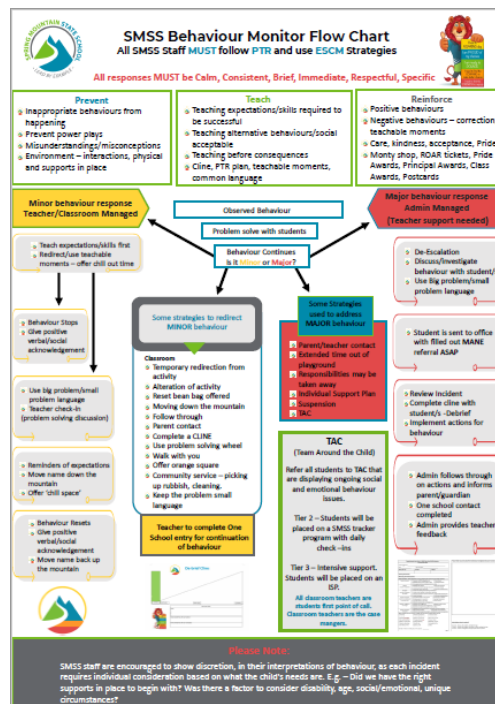 SPRING MOUNTAIN STATE SCHOOL
SMSS Behaviour Monitor Flow Chart
All SMSS Staff MUST follow PTR and use ESCM Strategies
All responses MUST be Calm, Consistent, Brief, Immediate, Respectful, Specific
Prevent
Inappropriate behaviours from
happening
Prevent power plays
Misunderstandings/misconceptions
Environment – interactions, physical
and supports in place
Teach
Teaching expectations/skills required to
be successful
Teaching alternative behaviours/social
acceptable
Teaching before consequences
Cline, PTR plan, teachable moments,
common language
Reinforce
Positive behaviours
Negative behaviours – correction,
teachable moments
Care, kindness, acceptance, Pride
Monty shop, ROAR tickets, Pride
Awards, Principal Awards, Class
Awards, Postcards
Minor behaviour response
Teacher/Classroom Managed
Observed Behaviour
Problem solve with students
Behaviour Continues
Is it Minor or Major?
Major behaviour response
Admin Managed
(Teacher support needed)
Teach expectations/skills first
Redirect/use teachable
moments – offer chill out time
Behaviour Stops
Give positive
verbal/social
acknowledgement
Use big problem/small
problem language
Teacher check-in
(problem solving discussion)
Reminders of expectations
Move name down the
mountain
Offer 'chill space'
Behaviour Resets
Give positive
verbal/social
acknowledgement
Move name back up
the mountain
Some strategies to redirect
MINOR behaviour
Classroom
Temporary redirection from
activity
Alteration of activity
Reset bean bag offered
Moving down the mountain
Follow through
Parent contact
Complete a CLINE
Use problem solving wheel
Walk with you
Offer orange square
Community service – picking
up rubbish, cleaning.
Keep the problem small
language
Teacher to complete One
School entry for continuation
of behaviour
Some Strategies
used to address
MAJOR behaviour
Parent/teacher contact
Extended time out of
playground
Responsibilities may be
taken away
Individual Support Plan
Suspension
TAC
TAC
(Team Around the Child)
Refer all students to TAC that
are displaying ongoing social
and emotional behaviour
issues.
Tier 2 – Students will be
placed on a SMSS tracker
program with daily
check –ins
Tier 3 – Intensive support.
Students will be placed on an
ISP.
All classroom teachers are
students first point of call.
Classroom teachers are the case
mangers.
De-Escalation
Discuss/investigate
behaviour with student/s
Use Big problem/small
problem language
Student is sent to office
with filled out MANE
referral ASAP
Review Incident
Complete cline with
student/s –Debrief
Implement actions for
behaviour
Admin follows through
on actions and informs
parent/guardian
One school contact
completed
Admin provides teacher
feedback
Please Note:
SMSS staff are encouraged to show discretion, in their interpretations of behaviour, as each incident
requires individual consideration based on what the child's needs are. E.g. – Did we have the right
supports in place to begin with? Was there a factor to consider disability, age, social/emotional, unique
circumstances?